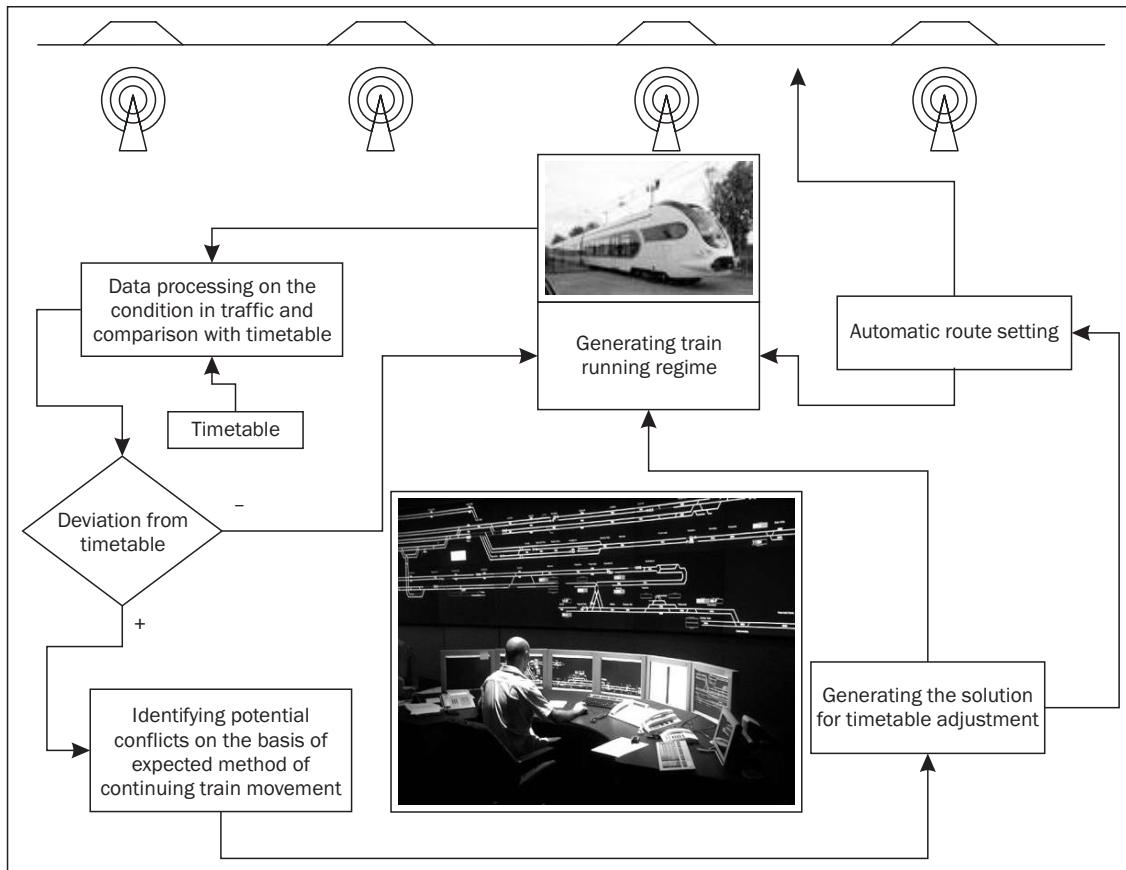 Data processing on the
condition in traffic and
comparison with timetable
Timetable
Generating train
running regime
Automatic route setting
Deviation from
timetable
–
+
Identifying potential
conflicts on the basis of
expected method of
continuing train movement
Generating the solution
for timetable adjustment